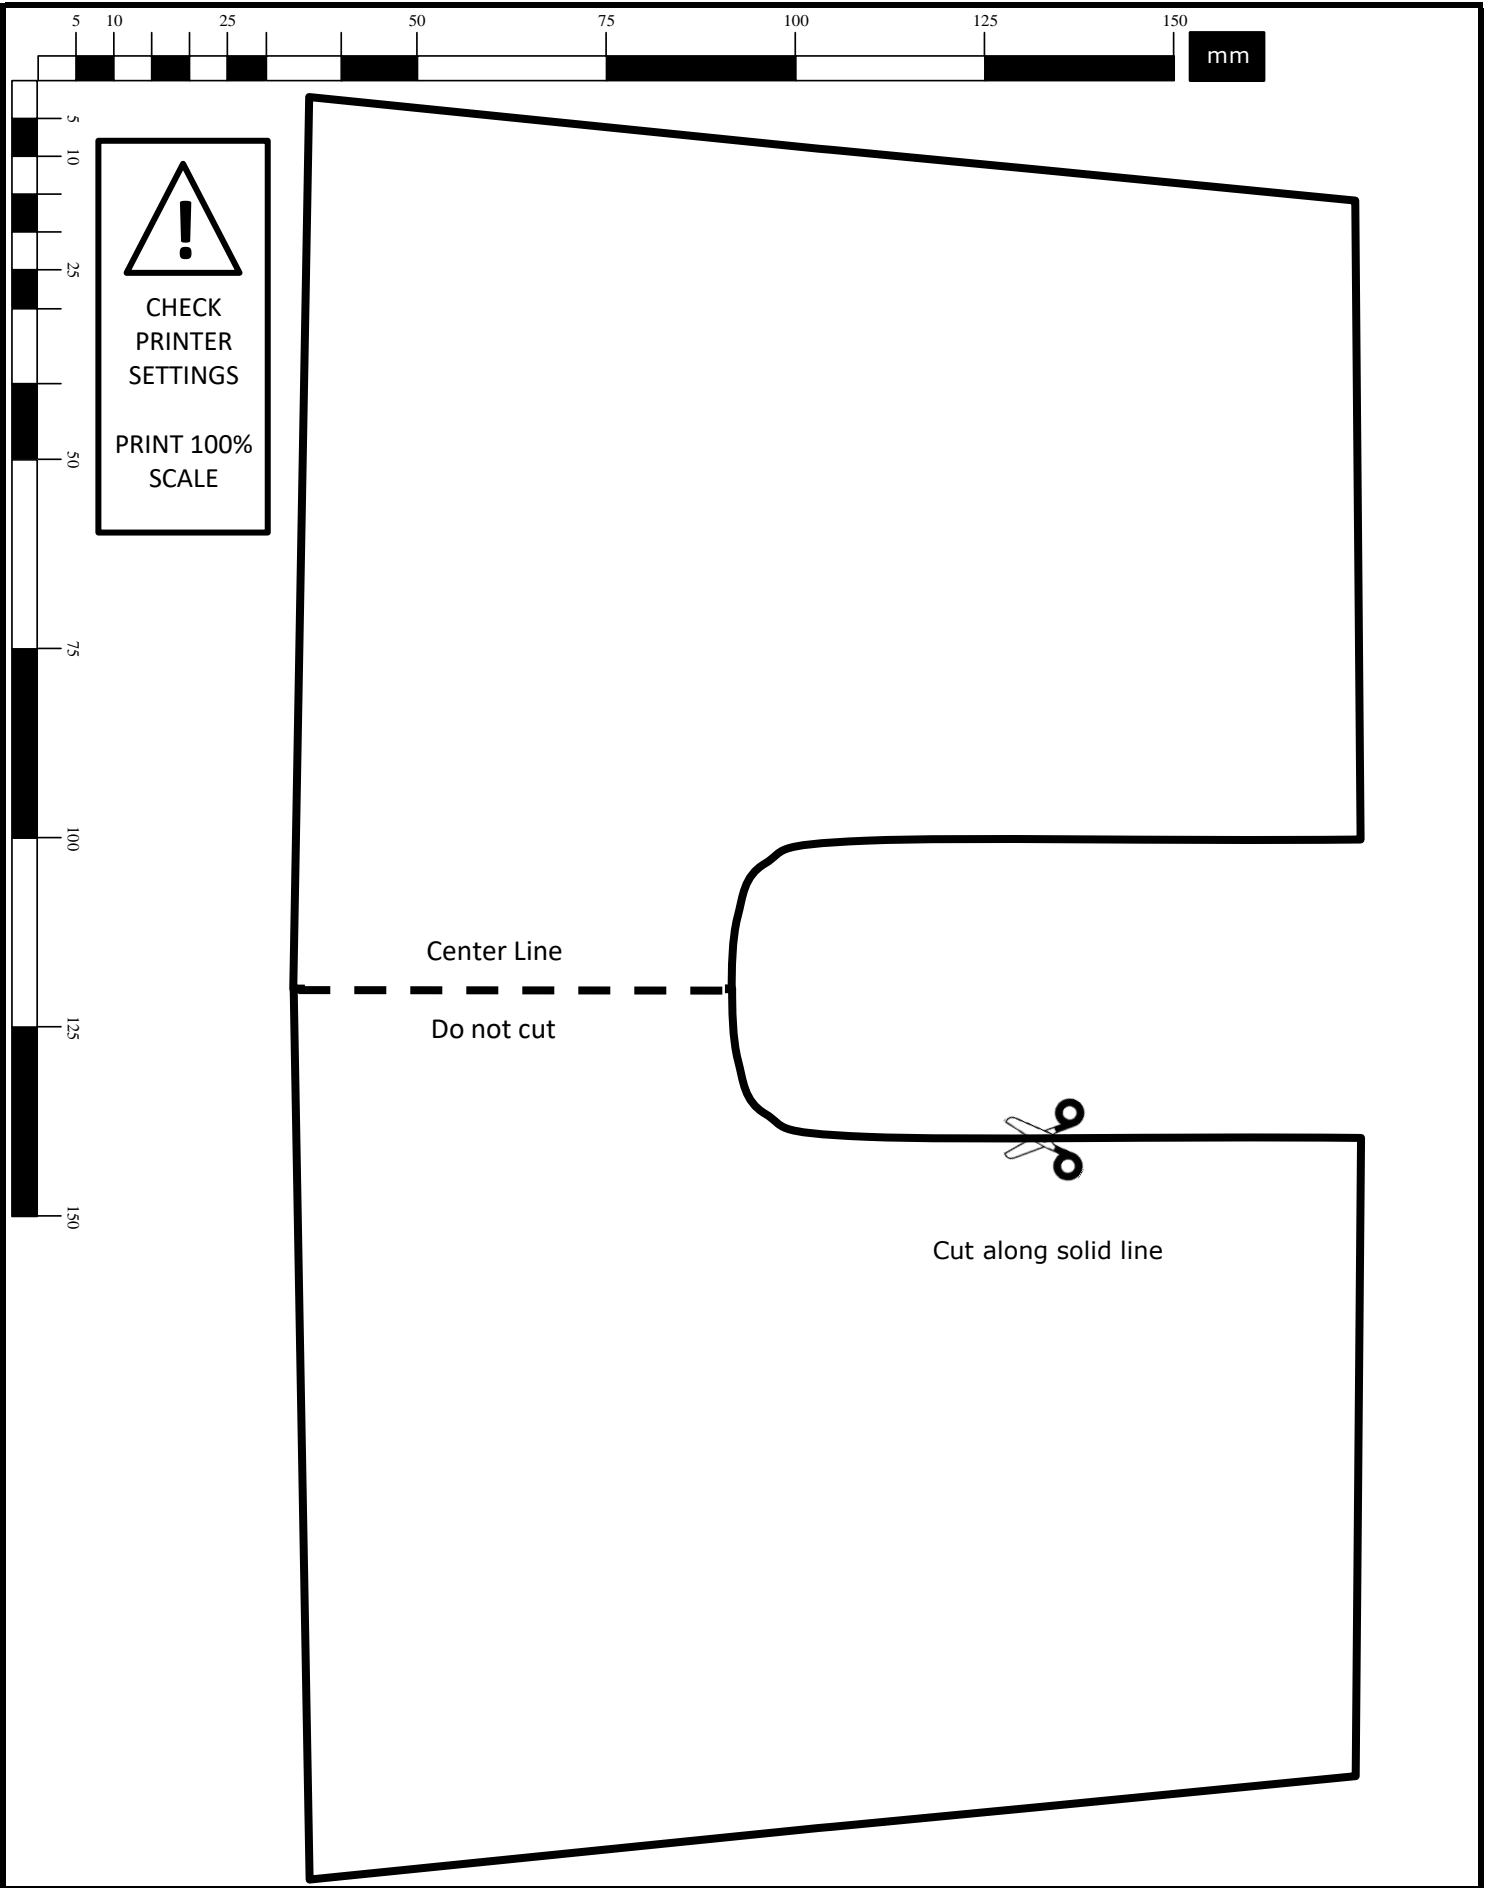 5 10 25 50 75 100 125 150
mm
5
10
25
50
75
100
125
150
!
CHECK
PRINTER
SETTINGS
PRINT 100%
SCALE
Center Line
Do not cut
Cut along solid line